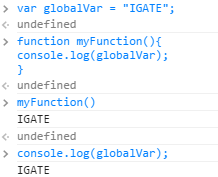 > var globalVar = "IGATE";
< undefined
> function myFunction(){
console.log(globalVar);
}
< undefined
> myFunction()
IGATE
< undefined
> console.log(globalVar);
IGATE